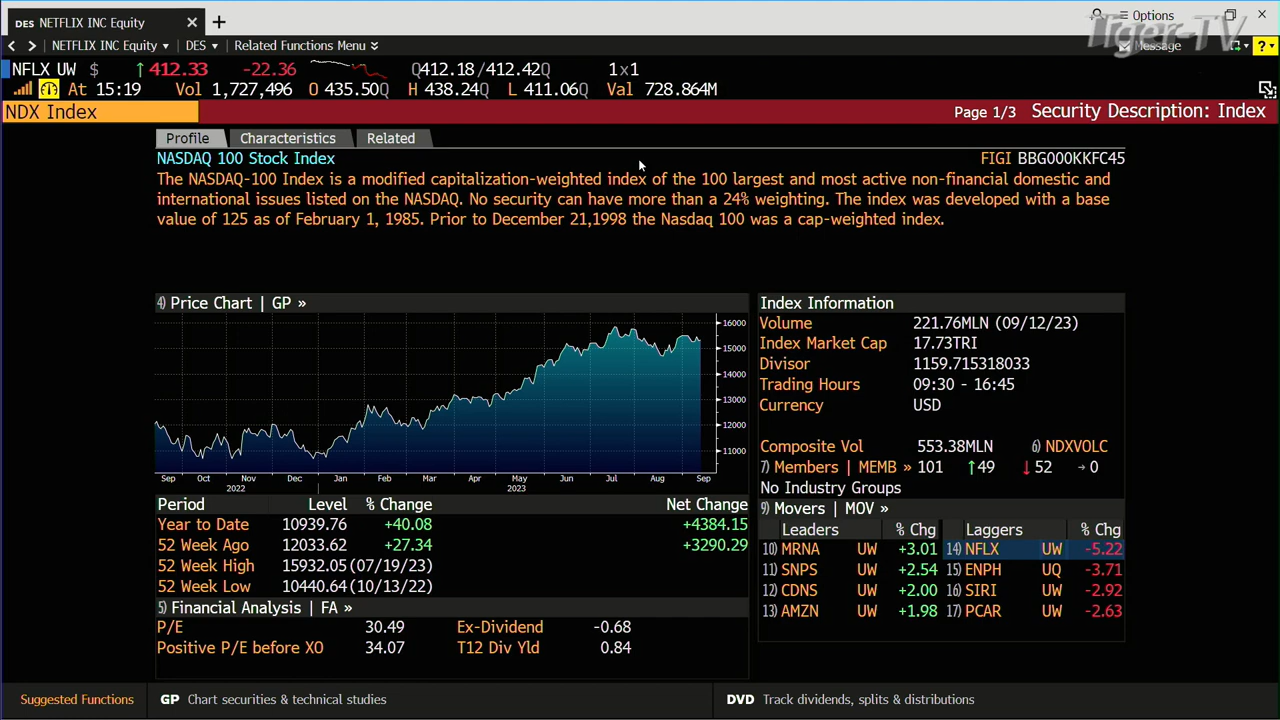 DES NETFLIX INC Equity
Options
Tiger-TV
NETFLIX INC Equity DES Related Functions Menu
Message
NFLX UW $ ↑ 412.33 -22.36 Q412.18/412.42Q 1x1
At 15:19 Vol 1,727,496 O 435.50Q H 438.24Q L 411.06Q Val 728.864M
NDX Index Page 1/3 Security Description: Index
Profile Characteristics Related
NASDAQ 100 Stock Index FIGI BBG000KKFC45
The NASDAQ-100 Index is a modified capitalization-weighted index of the 100 largest and most active non-financial domestic and
international issues listed on the NASDAQ. No security can have more than a 24% weighting. The index was developed with a base
value of 125 as of February 1, 1985. Prior to December 21,1998 the Nasdaq 100 was a cap-weighted index.
4) Price Chart | GP »
16000
15000
14000
13000
12000
11000
Sep Oct Nov Dec Jan Feb Mar Apr May Jun Jul Aug Sep
2022 2023
Index Information
Volume 221.76MLN (09/12/23)
Index Market Cap 17.73TRI
Divisor 1159.715318033
Trading Hours 09:30 - 16:45
Currency USD
Composite Vol 553.38MLN 6) NDXVOLC
7) Members | MEMB » 101 ↑49 ↓52 →0
No Industry Groups
Period Level % Change Net Change
Year to Date 10939.76 +40.08 +4384.15
52 Week Ago 12033.62 +27.34 +3290.29
52 Week High 15932.05 (07/19/23)
52 Week Low 10440.64 (10/13/22)
5) Financial Analysis | FA »
P/E 30.49 Ex-Dividend -0.68
Positive P/E before XO 34.07 T12 Div Yld 0.84
9) Movers | MOV »
Leaders % Chg Laggers % Chg
10) MRNA UW +3.01 14) NFLX UW -5.22
11) SNPS UW +2.54 15) ENPH UQ -3.71
12) CDNS UW +2.00 16) SIRI UW -2.92
13) AMZN UW +1.98 17) PCAR UW -2.63
Suggested Functions GP Chart securities & technical studies DVD Track dividends, splits & distributions